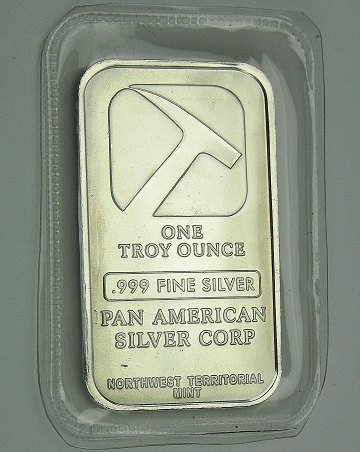 ONE
TROY OUNCE
.999 FINE SILVER
PAN AMERICAN
SILVER CORP
NORTHWEST TERRITORIAL
MINT